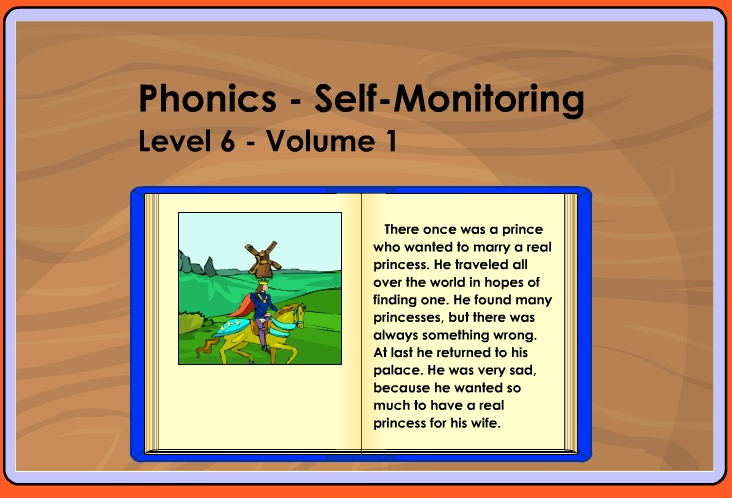 Phonics - Self-Monitoring
Level 6 - Volume 1
There once was a prince
who wanted to marry a real
princess. He traveled all
over the world in hopes of
finding one. He found many
princesses, but there was
always something wrong.
At last he returned to his
palace. He was very sad,
because he wanted so
much to have a real
princess for his wife.